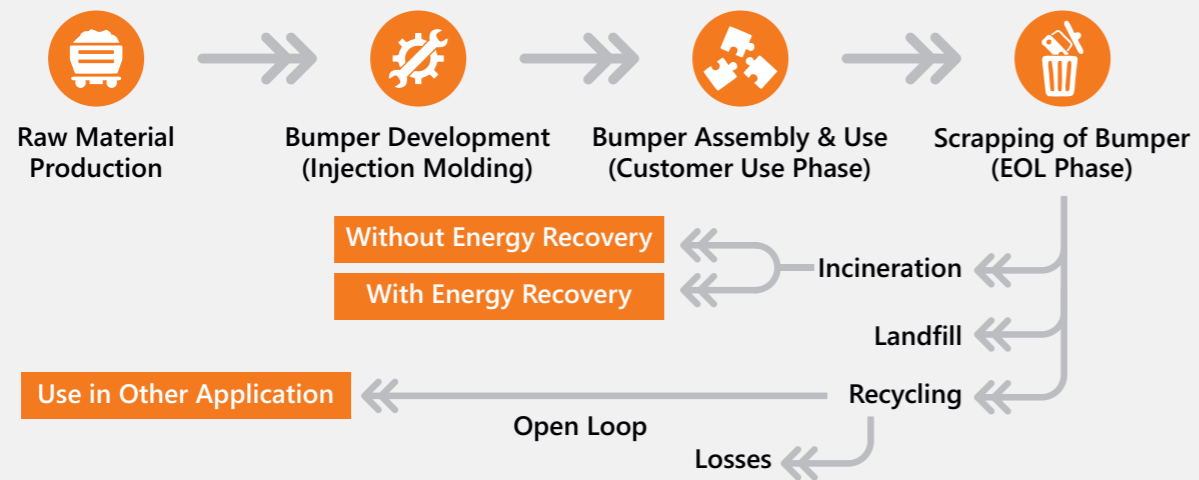 Raw Material
Production
Bumper Development
(Injection Molding)
Bumper Assembly & Use
(Customer Use Phase)
Scrapping of Bumper
(EOL Phase)
Without Energy Recovery
With Energy Recovery
Incineration
Landfill
Use in Other Application
Recycling
Open Loop
Losses